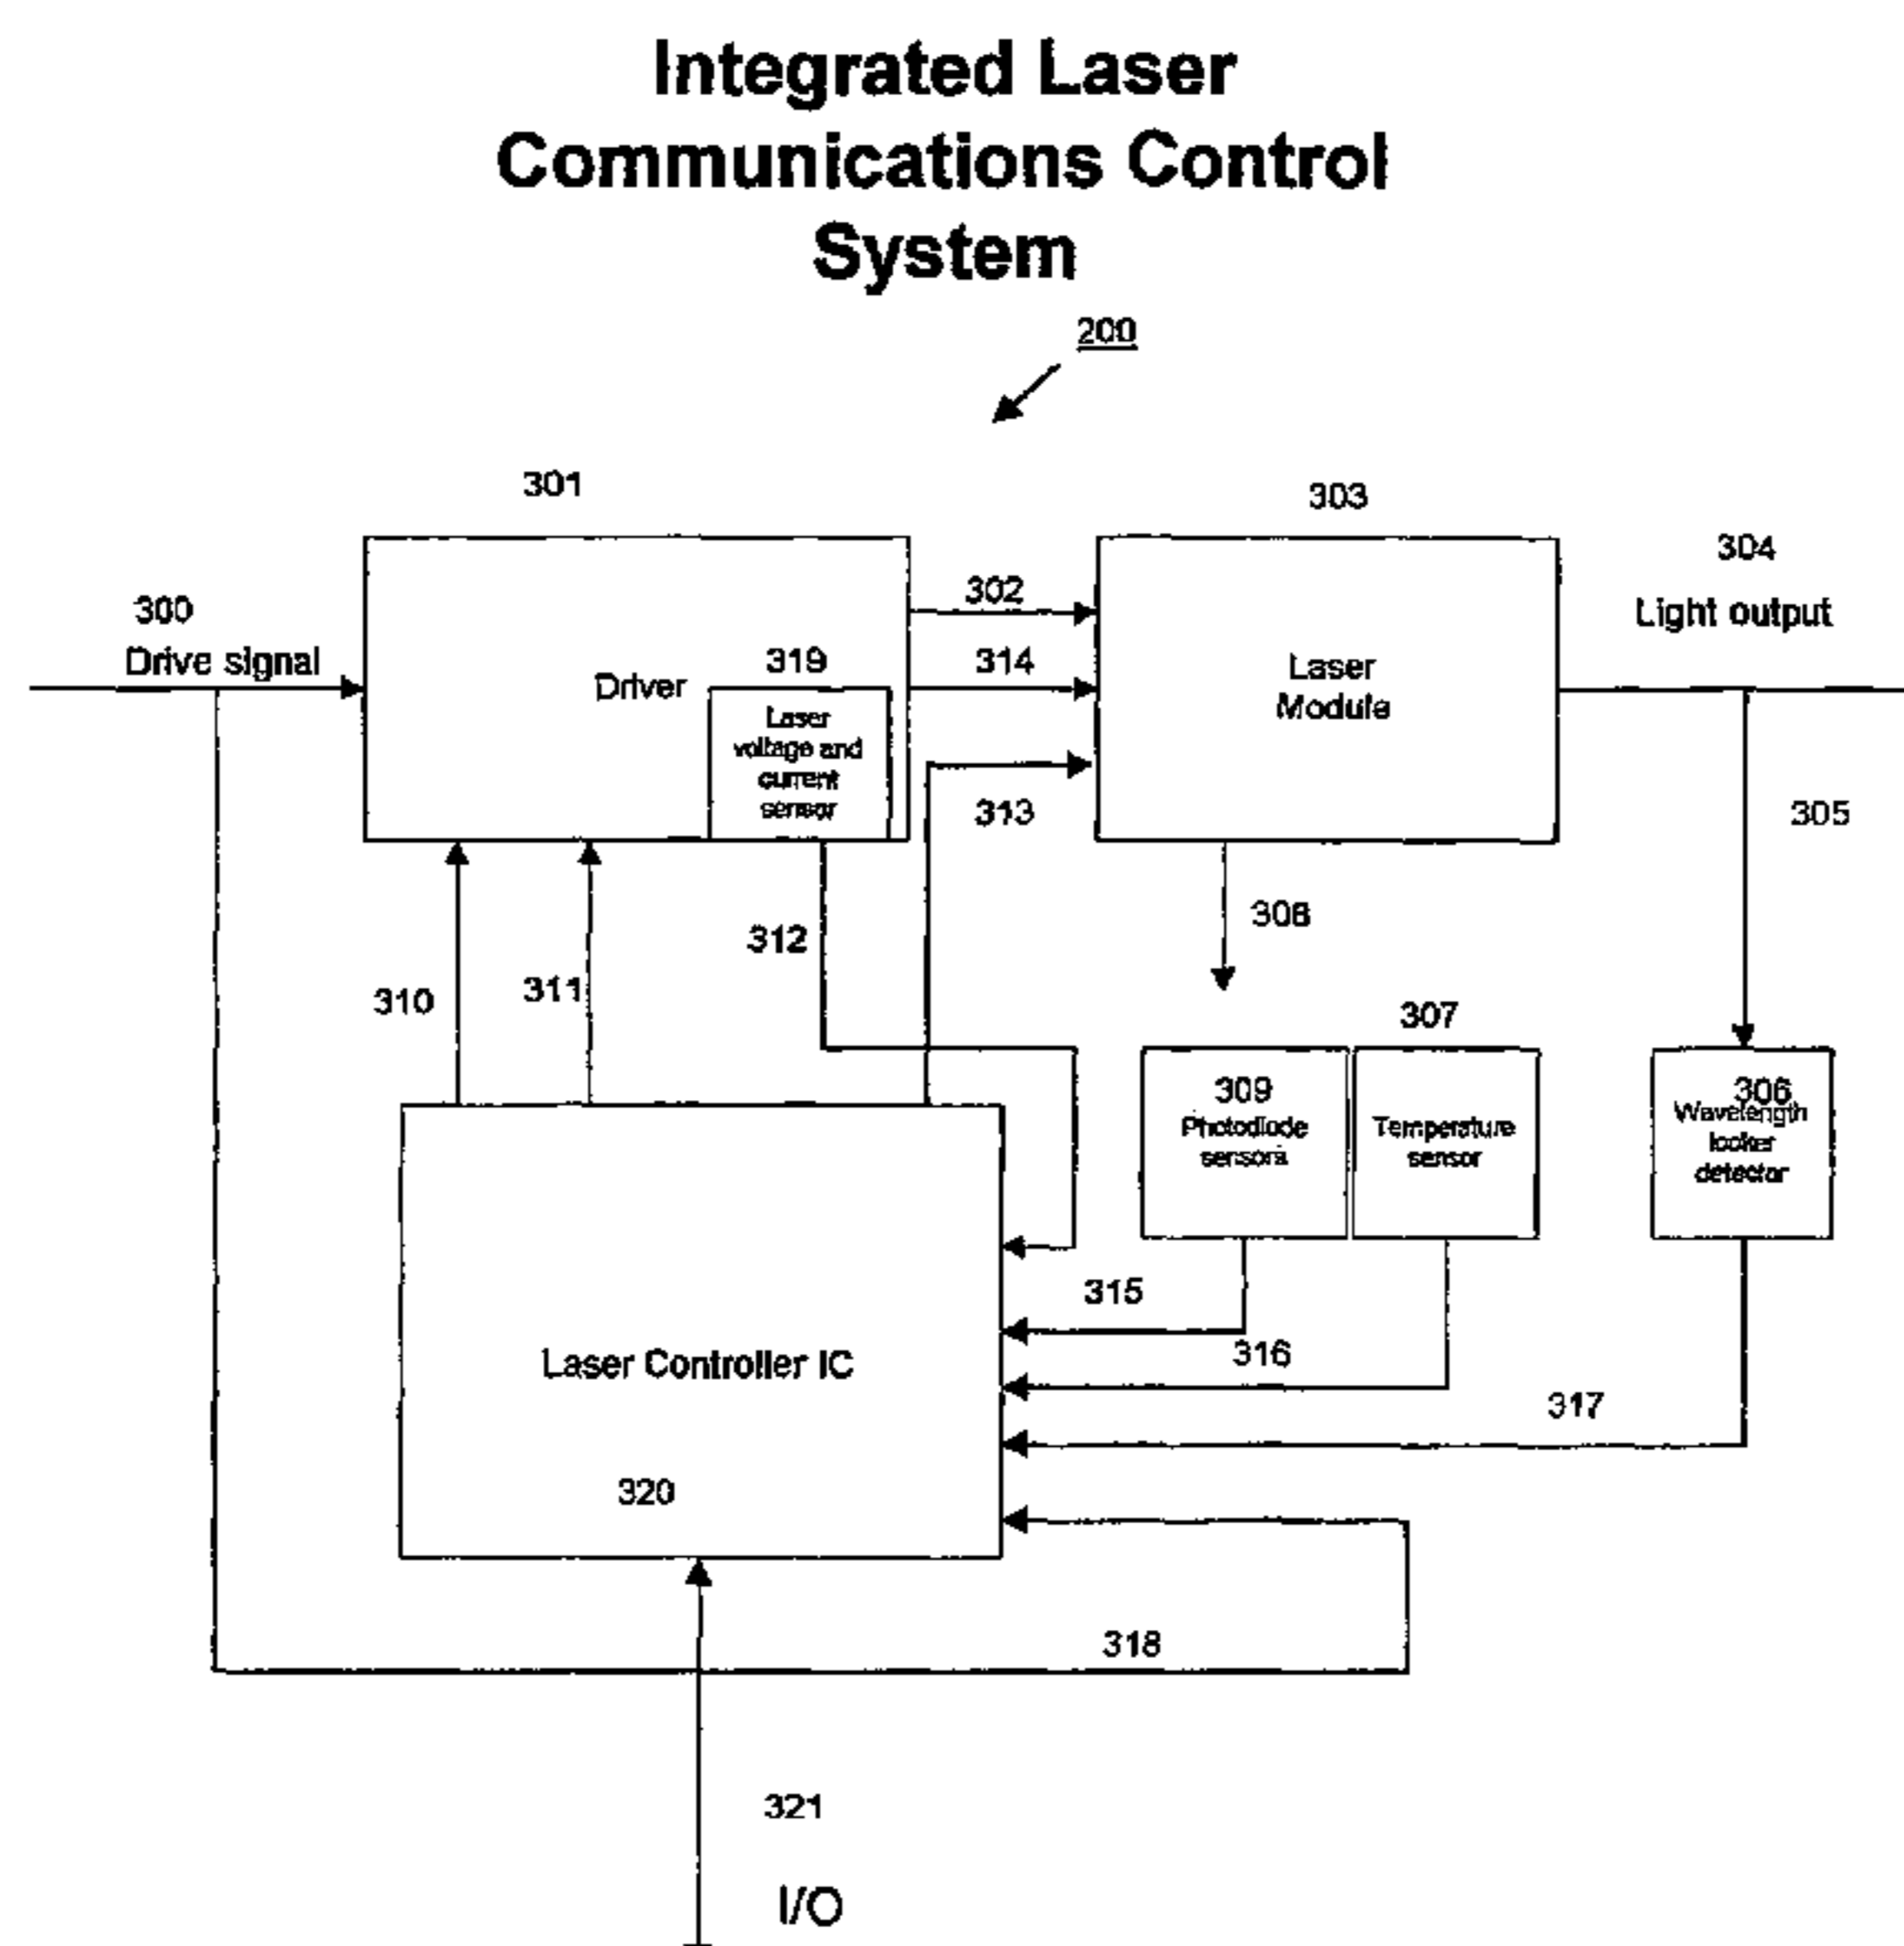 Integrated Laser
Communications Control
System
200
301
303
304
300
302
Light output
Drive signal
319
314
Laser
Module
Driver
Laser
voltage and
current
sensor
313
305
308
312
310
311
307
309
306
Photodiode
sensors
Temperature
sensor
Wavelength
locker
detector
315
316
Laser Controller IC
317
320
318
321
I/O